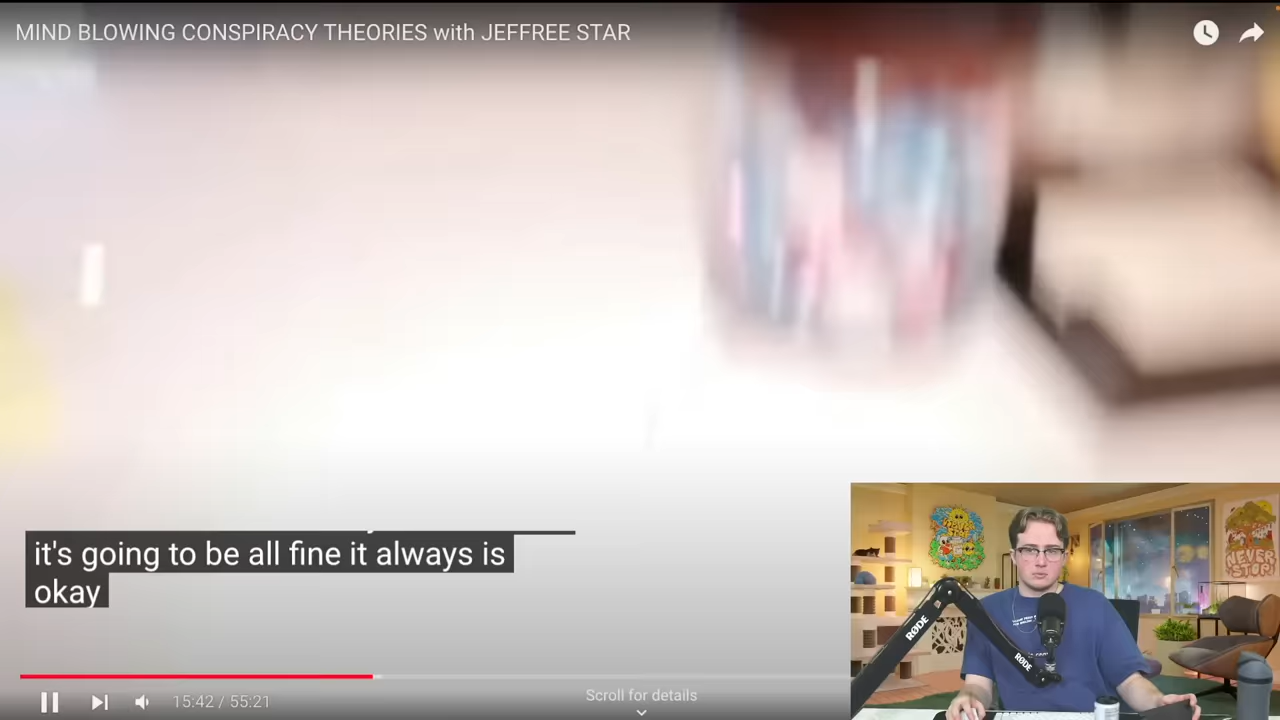 MIND BLOWING CONSPIRACY THEORIES with JEFFREE STAR
it's going to be all fine it always is
okay
15:42 / 55:21
Scroll for details
RØDE
RØDE
NEVER
STOP!